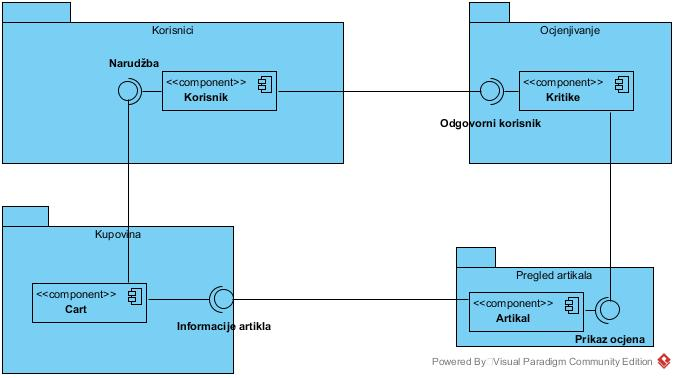 Korisnici
Ocjenjivanje
Narudžba
<<component>>
Korisnik
<<component>>
Kritike
Odgovorni korisnik
Kupovina
Pregled artikala
<<component>>
Cart
<<component>>
Artikal
Informacije artikla
Prikaz ocjena
Powered By Visual Paradigm Community Edition